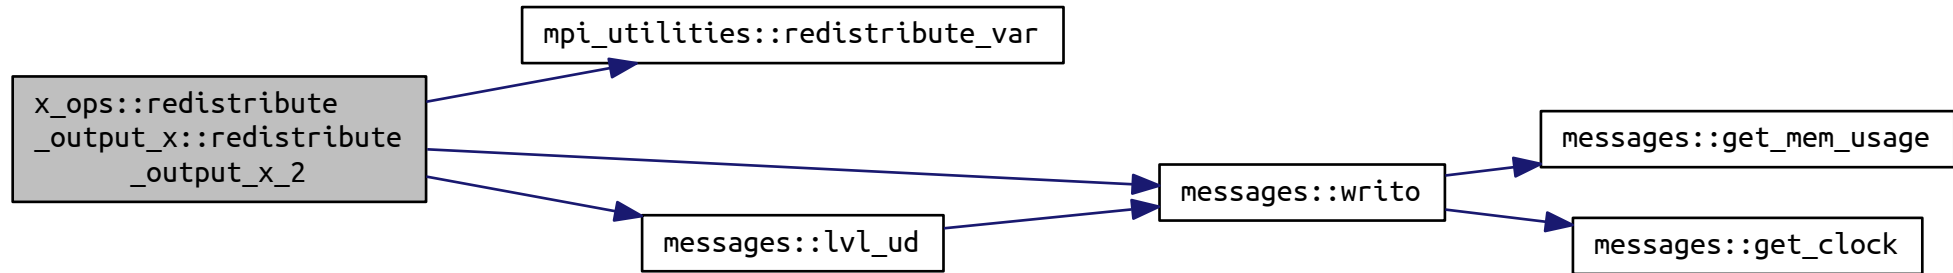 x_ops::redistribute
_output_x::redistribute
_output_x_2
mpi_utilities::redistribute_var
messages::lvl_ud
messages::writo
messages::get_mem_usage
messages::get_clock